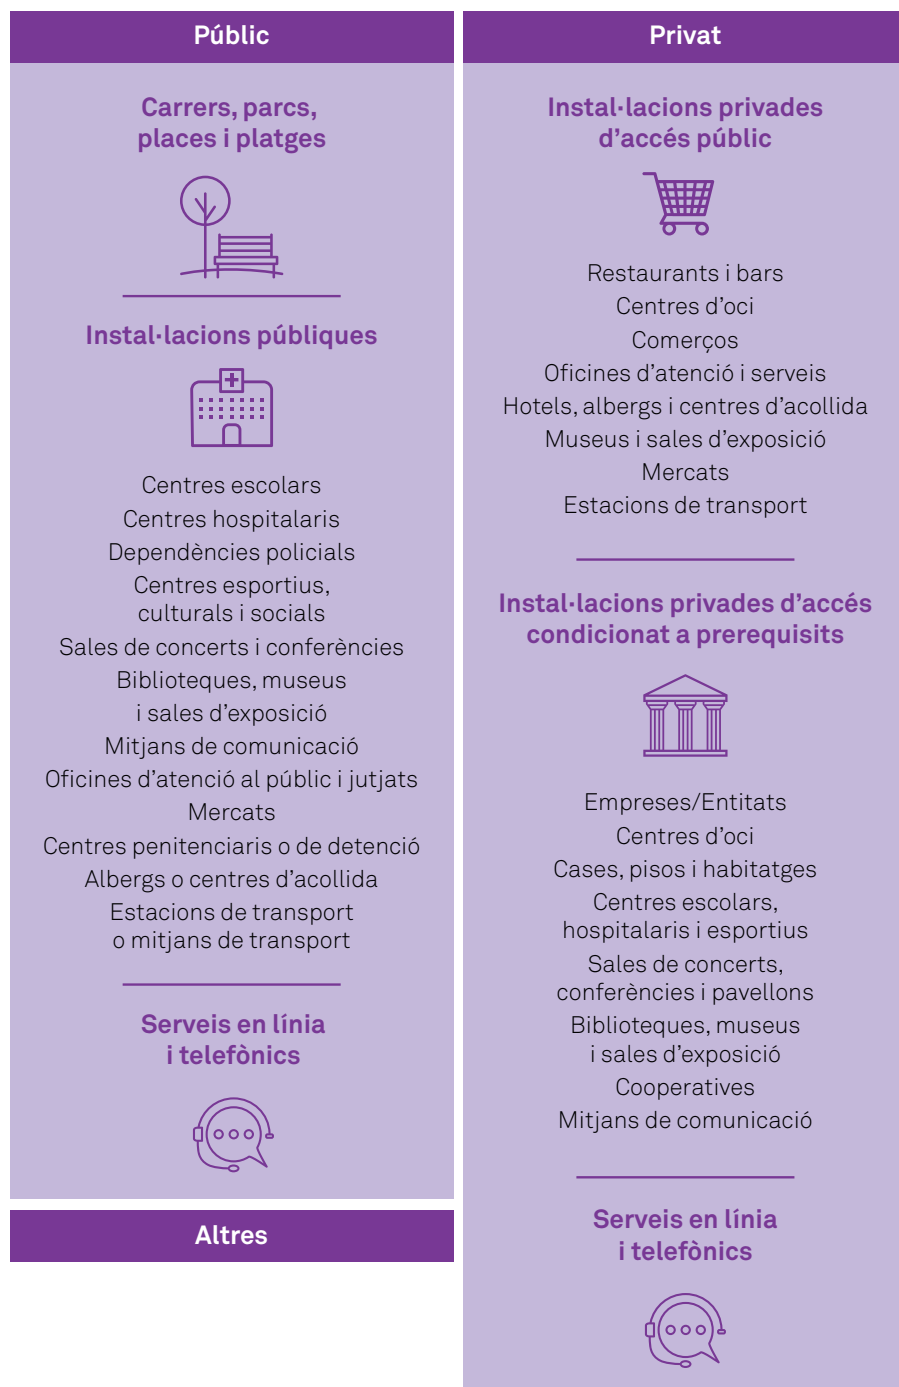 Públic
Carrers, parcs,
places i platges
Instal·lacions públiques
Centres escolars
Centres hospitalaris
Dependències policials
Centres esportius,
culturals i socials
Sales de concerts i conferències
Biblioteques, museus
i sales d’exposició
Mitjans de comunicació
Oficines d’atenció al públic i jutjats
Mercats
Centres penitenciaris o de detenció
Albergs o centres d’acollida
Estacions de transport
o mitjans de transport
Serveis en línia
i telefònics
Altres
Privat
Instal·lacions privades
d’accés públic
Restaurants i bars
Centres d’oci
Comerços
Oficines d’atenció i serveis
Hotels, albergs i centres d’acollida
Museus i sales d’exposició
Mercats
Estacions de transport
Instal·lacions privades d’accés
condicionat a prerequisits
Empreses/Entitats
Centres d’oci
Cases, pisos i habitatges
Centres escolars,
hospitalaris i esportius
Sales de concerts,
conferències i pavellons
Biblioteques, museus
i sales d’exposició
Cooperatives
Mitjans de comunicació
Serveis en línia
i telefònics